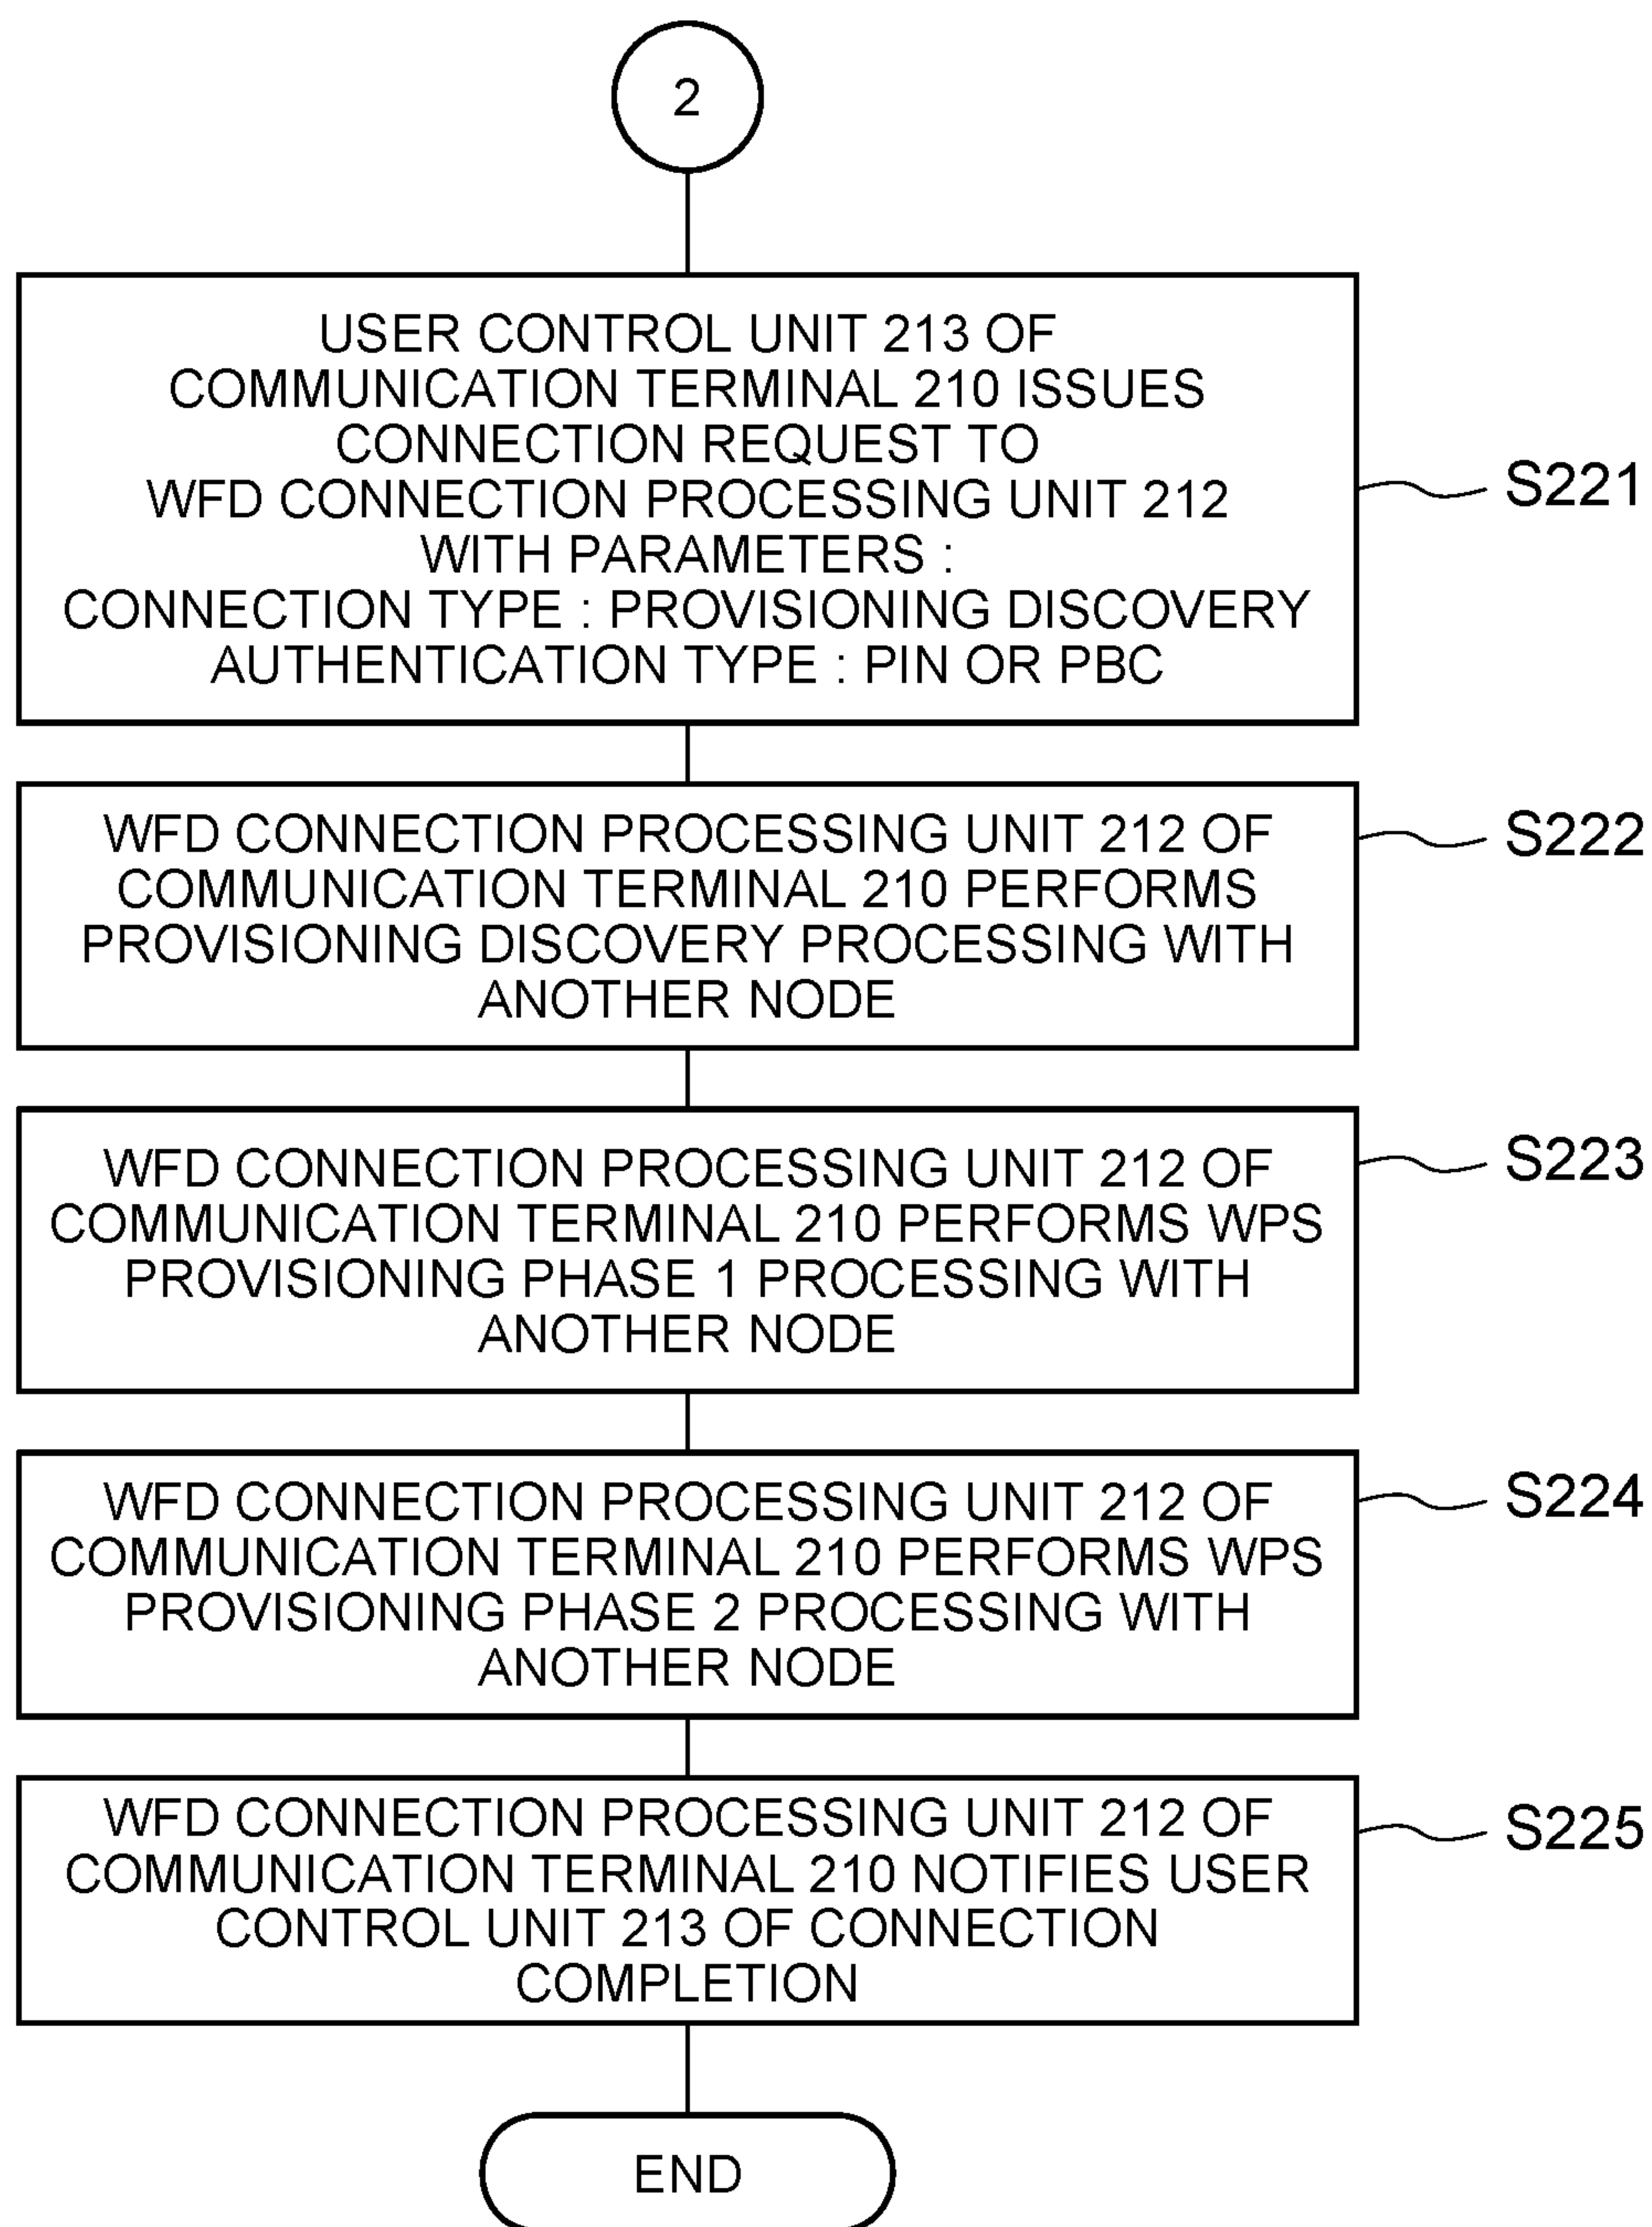 2
USER CONTROL UNIT 213 OF
COMMUNICATION TERMINAL 210 ISSUES
CONNECTION REQUEST TO
WFD CONNECTION PROCESSING UNIT 212
WITH PARAMETERS :
CONNECTION TYPE : PROVISIONING DISCOVERY
AUTHENTICATION TYPE : PIN OR PBC
S221
WFD CONNECTION PROCESSING UNIT 212 OF
COMMUNICATION TERMINAL 210 PERFORMS
PROVISIONING DISCOVERY PROCESSING WITH
ANOTHER NODE
S222
WFD CONNECTION PROCESSING UNIT 212 OF
COMMUNICATION TERMINAL 210 PERFORMS WPS
PROVISIONING PHASE 1 PROCESSING WITH
ANOTHER NODE
S223
WFD CONNECTION PROCESSING UNIT 212 OF
COMMUNICATION TERMINAL 210 PERFORMS WPS
PROVISIONING PHASE 2 PROCESSING WITH
ANOTHER NODE
S224
WFD CONNECTION PROCESSING UNIT 212 OF
COMMUNICATION TERMINAL 210 NOTIFIES USER
CONTROL UNIT 213 OF CONNECTION
COMPLETION
S225
END